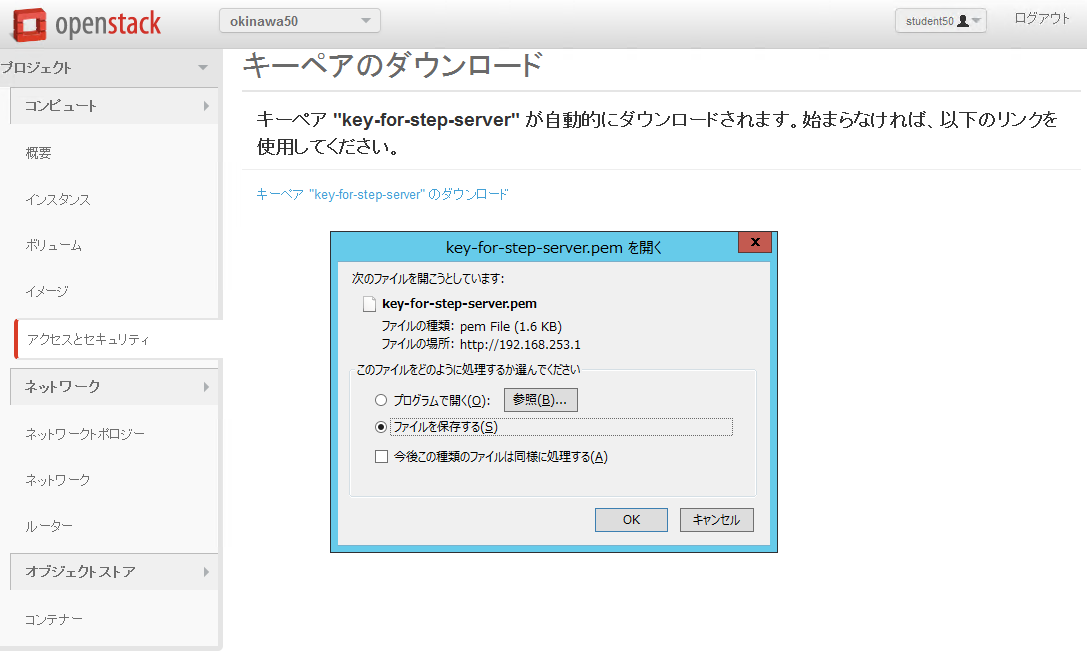 openstack
okinawa50
student50
ログアウト
プロジェクト
コンピュート
概要
インスタンス
ボリューム
イメージ
アクセスとセキュリティ
ネットワーク
ネットワークトポロジー
ネットワーク
ルーター
オブジェクトストア
コンテナー
キーペアのダウンロード
キーペア "key-for-step-server" が自動的にダウンロードされます。始まらなければ、以下のリンクを
使用してください。
キーペア "key-for-step-server" のダウンロード
key-for-step-server.pem を開く
x
次のファイルを開こうとしています:
key-for-step-server.pem
ファイルの種類: pem File (1.6 KB)
ファイルの場所: http://192.168.253.1
このファイルをどのように処理するか選んでください
プログラムで開く(O): 参照(B)...
ファイルを保存する(S)
今後この種類のファイルは同様に処理する(A)
OK キャンセル